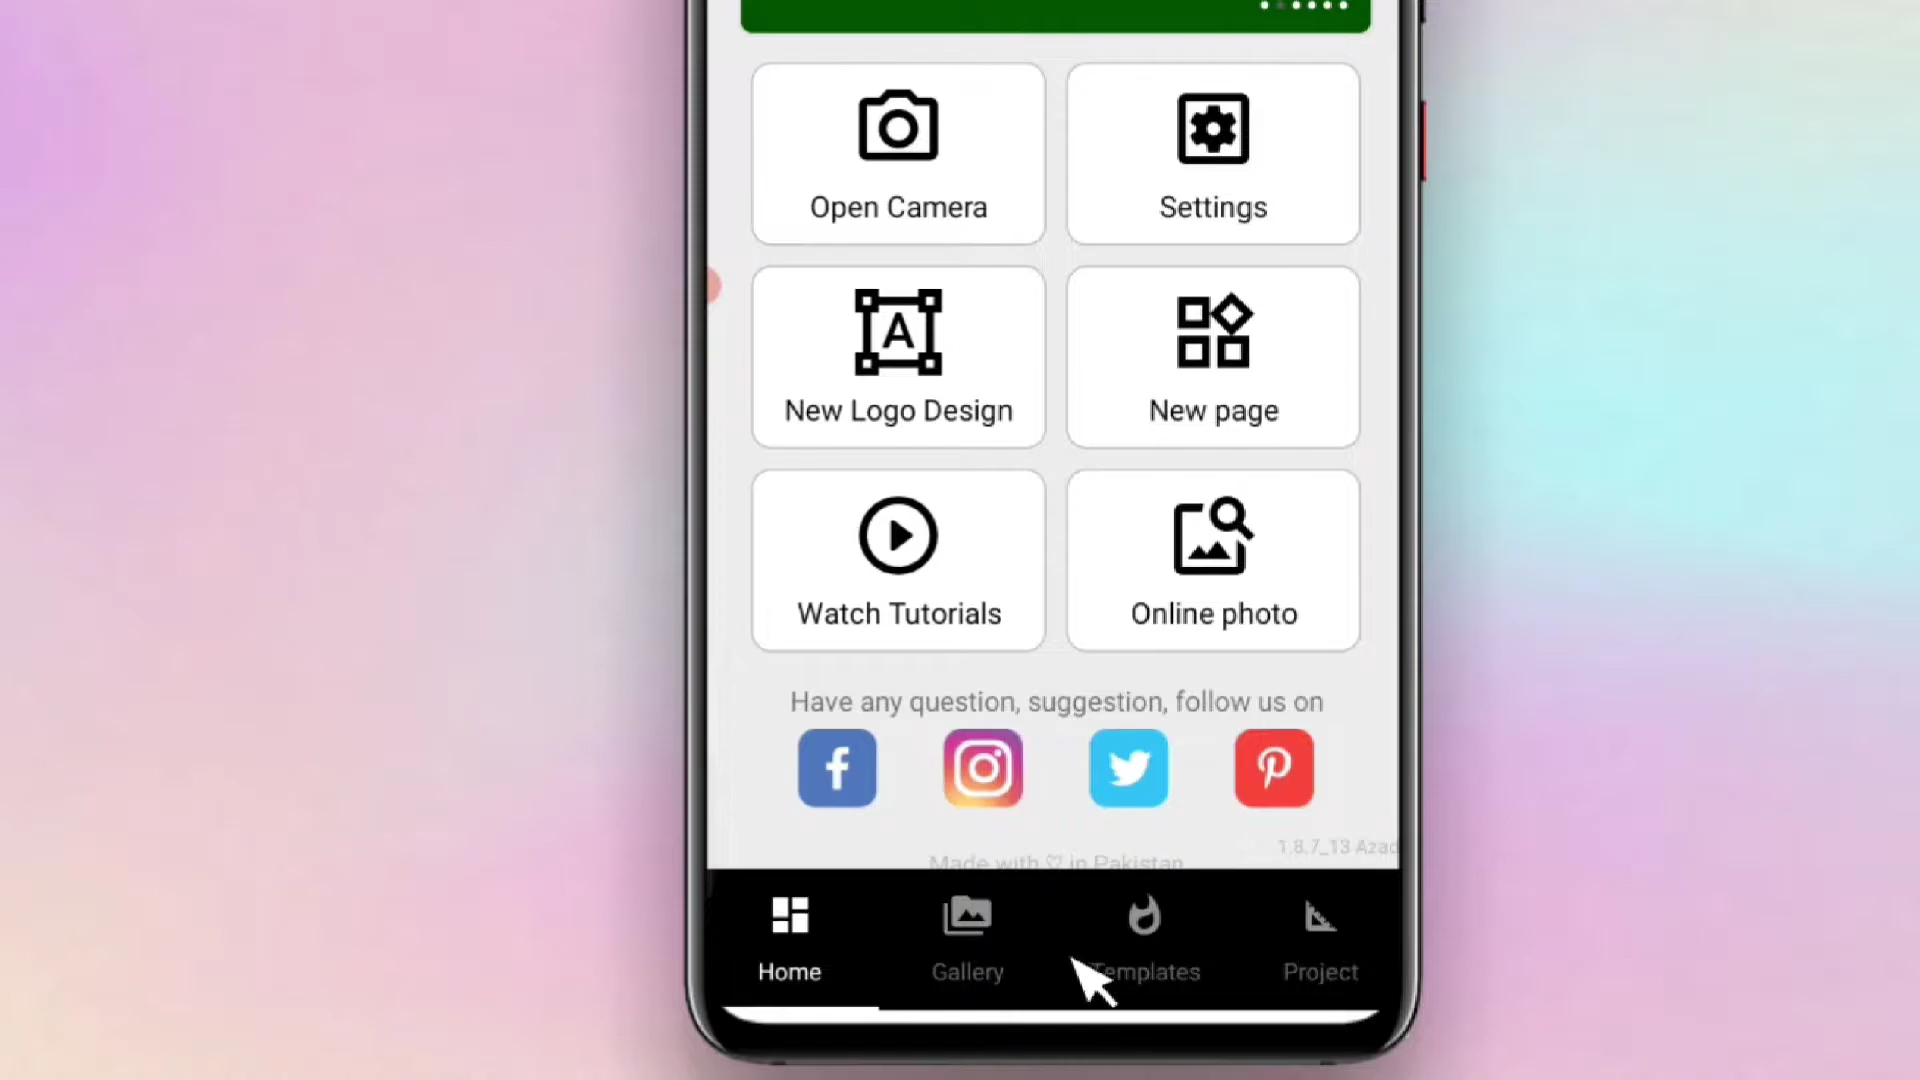 Open Camera
Settings
A
New Logo Design
New page
Watch Tutorials
Online photo
Have any question, suggestion, follow us on
1.8.7_13 Azad
Made with ♡ in Pakistan
Home
Gallery
Templates
Project